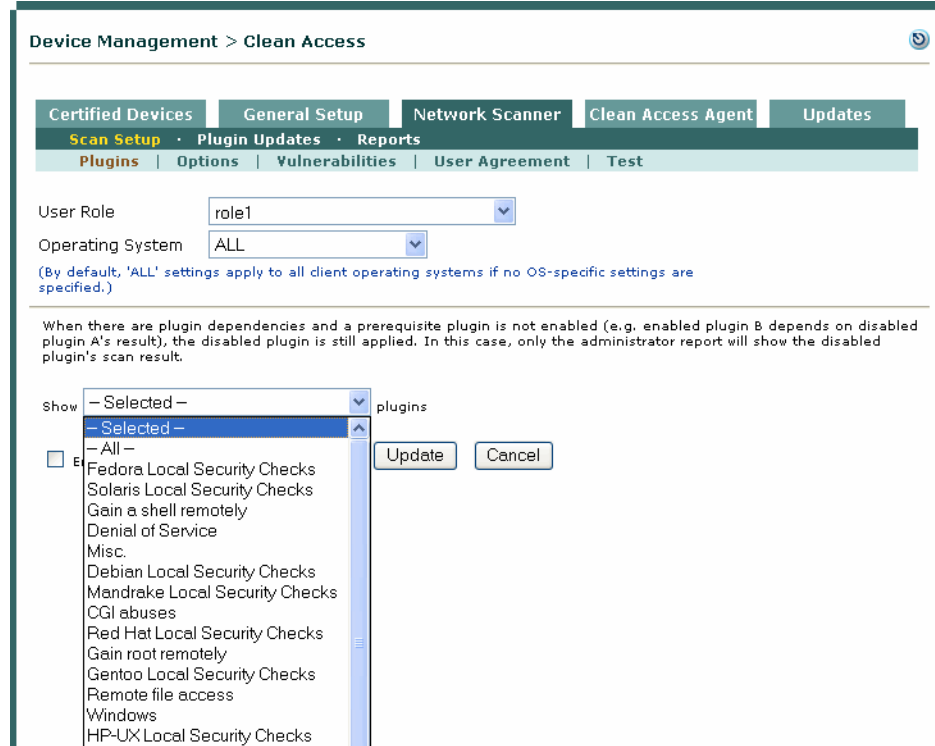 Device Management > Clean Access
Certified Devices General Setup Network Scanner Clean Access Agent Updates
Scan Setup · Plugin Updates · Reports
Plugins | Options | Vulnerabilities | User Agreement | Test
User Role role1
Operating System ALL
(By default, 'ALL' settings apply to all client operating systems if no OS-specific settings are
specified.)
When there are plugin dependencies and a prerequisite plugin is not enabled (e.g. enabled plugin B depends on disabled
plugin A's result), the disabled plugin is still applied. In this case, only the administrator report will show the disabled
plugin's scan result.
Show – Selected – plugins
– Selected –
– All –
Update Cancel
Fedora Local Security Checks
Solaris Local Security Checks
Gain a shell remotely
Denial of Service
Misc.
Debian Local Security Checks
Mandrake Local Security Checks
CGI abuses
Red Hat Local Security Checks
Gain root remotely
Gentoo Local Security Checks
Remote file access
Windows
HP-UX Local Security Checks